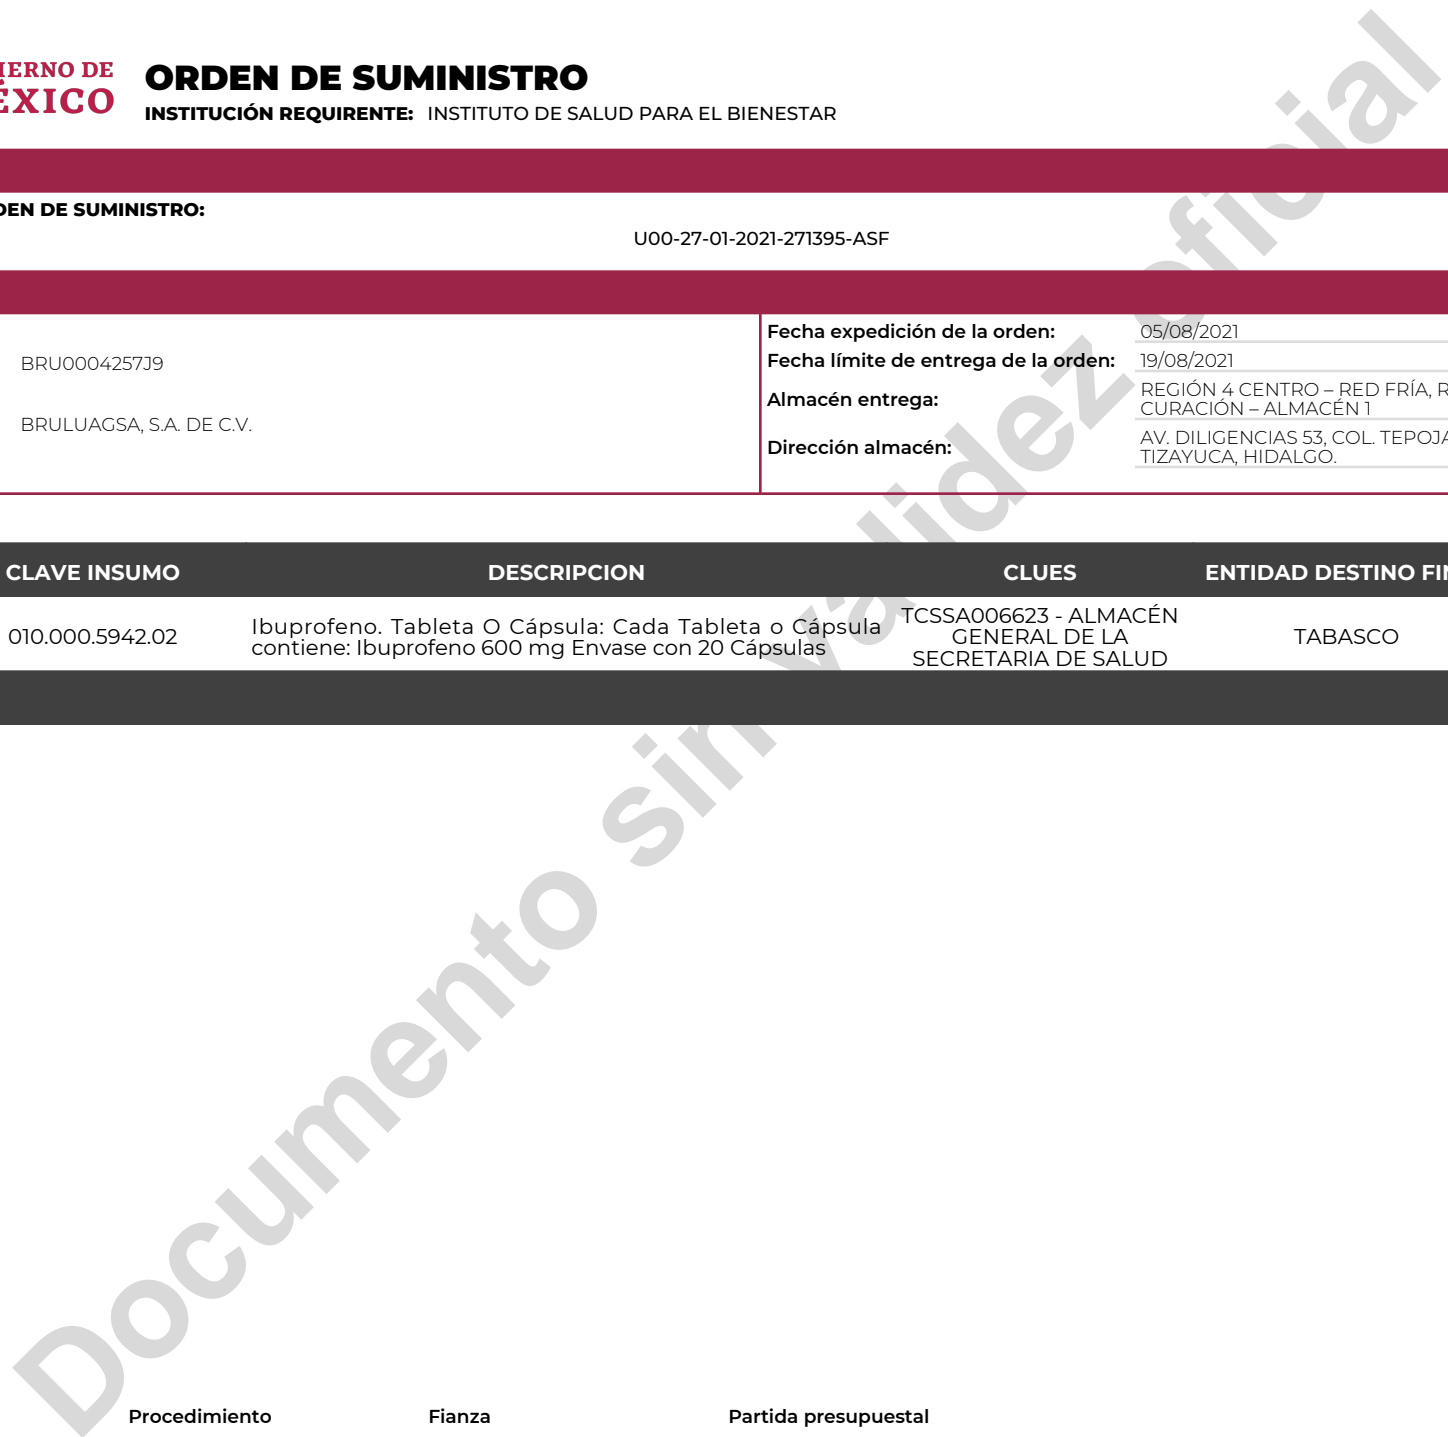 IERNO DE
ÉXICO
ORDEN DE SUMINISTRO
INSTITUCIÓN REQUIRENTE: INSTITUTO DE SALUD PARA EL BIENESTAR
DEN DE SUMINISTRO:
U00-27-01-2021-271395-ASF
BRU0004257J9
BRULUAGSA, S.A. DE C.V.
Fecha expedición de la orden: 05/08/2021
Fecha límite de entrega de la orden: 19/08/2021
Almacén entrega: REGIÓN 4 CENTRO – RED FRÍA, R
CURACIÓN – ALMACÉN 1
Dirección almacén: AV. DILIGENCIAS 53, COL. TEPOJA
TIZAYUCA, HIDALGO.
CLAVE INSUMO DESCRIPCION CLUES ENTIDAD DESTINO FIN
010.000.5942.02
Ibuprofeno. Tableta O Cápsula: Cada Tableta o Cápsula
contiene: Ibuprofeno 600 mg Envase con 20 Cápsulas
TCSSA006623 - ALMACÉN
GENERAL DE LA
SECRETARIA DE SALUD
TABASCO
Documento sin validez oficial
Procedimiento Fianza Partida presupuestal